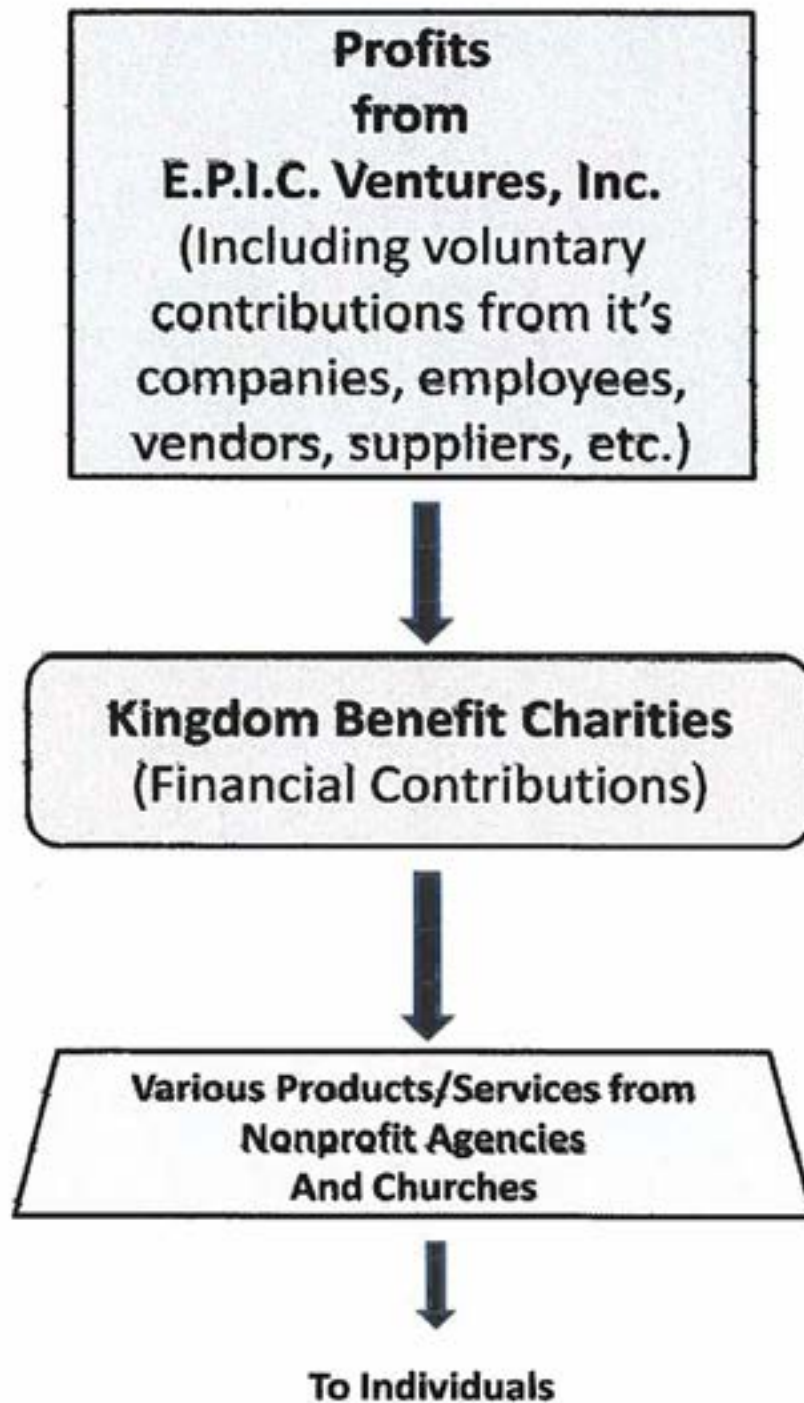 Profits
from
E.P.I.C. Ventures, Inc.
(Including voluntary
contributions from it's
companies, employees,
vendors, suppliers, etc.)
Kingdom Benefit Charities
(Financial Contributions)
Various Products/Services from
Nonprofit Agencies
And Churches
To Individuals